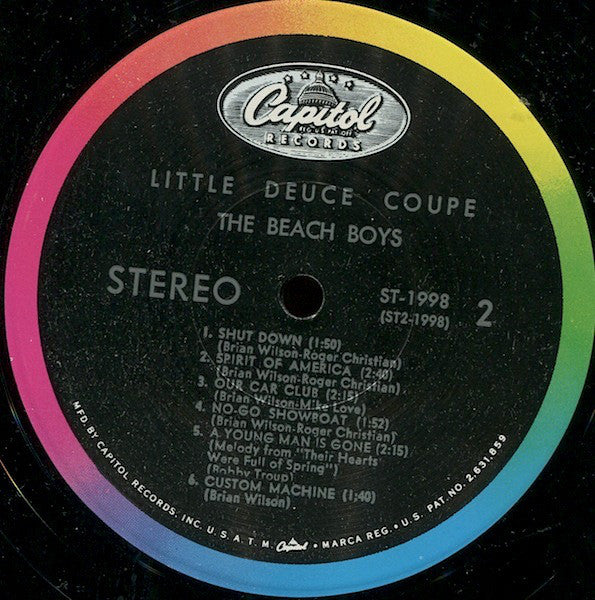 Capitol
REG. U.S. PAT. OFF.
RECORDS
LITTLE DEUCE COUPE
THE BEACH BOYS
STEREO
ST-1998
(ST2-1998)
2
1. SHUT DOWN (1:50)
(Brian Wilson-Roger Christian)
2. SPIRIT OF AMERICA (2:40)
(Brian Wilson-Roger Christian)
3. OUR CAR CLUB (2:15)
(Brian Wilson-Mike Love)
4. NO-GO SHOWBOAT (1:52)
(Brian Wilson-Roger Christian)
5. A YOUNG MAN IS GONE (2:15)
(Melody from "Their Hearts
Were Full of Spring")
(Bobby Troup)
6. CUSTOM MACHINE (1:40)
(Brian Wilson)
MFD. BY CAPITOL RECORDS, INC. U.S.A. T.M. Capitol • MARCA REG. • U.S. PAT. NO. 2,631,859